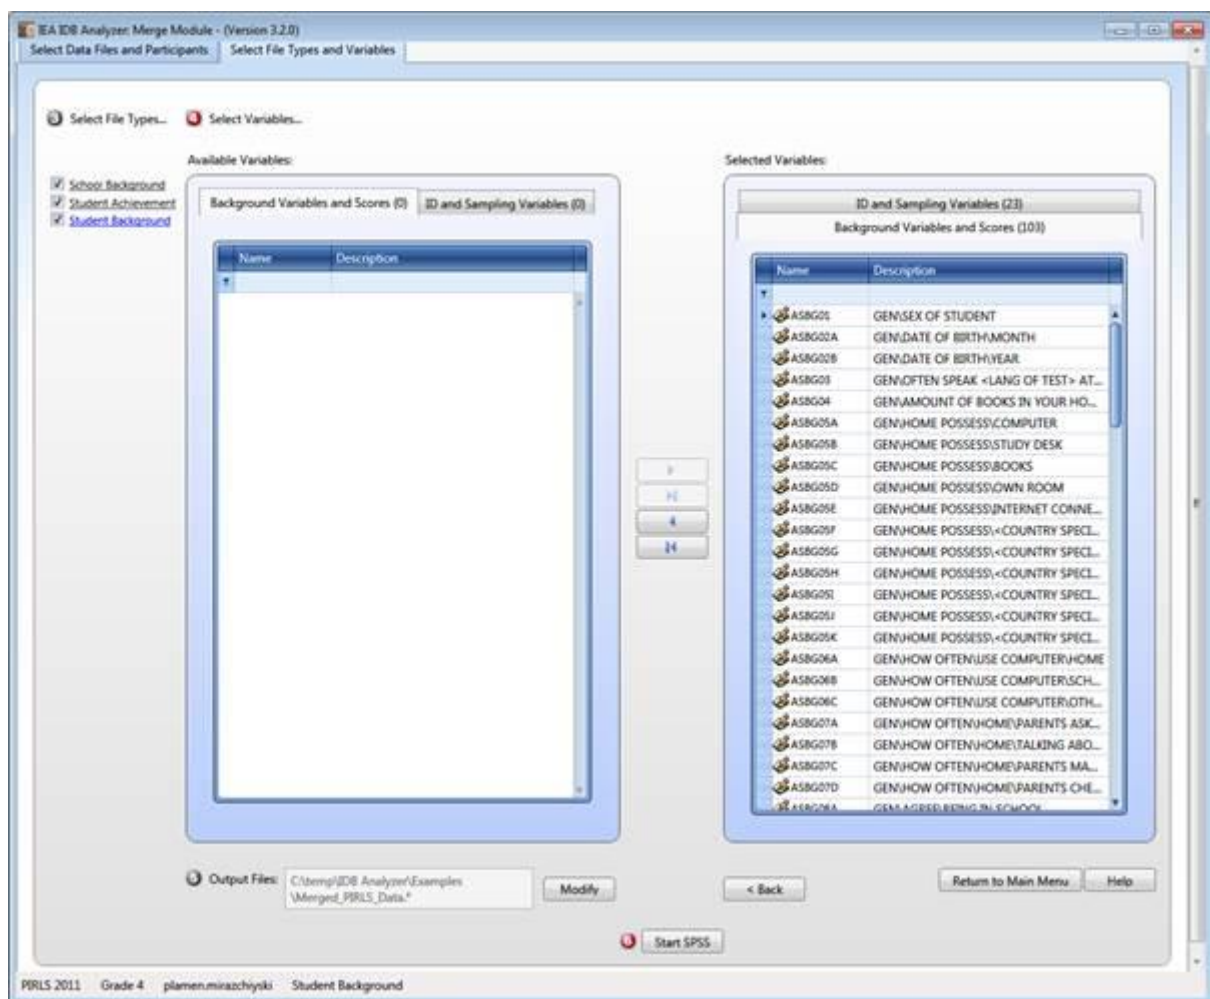 IEA IDB Analyzer: Merge Module - (Version 3.2.0)
Select Data Files and Participants Select File Types and Variables
Select File Types... Select Variables...
Available Variables:
Selected Variables:
School Background
Student Achievement
Student Background
Background Variables and Scores (0) ID and Sampling Variables (0)
ID and Sampling Variables (23)
Background Variables and Scores (103)
Name Description
Name Description
ASBG01 GEN\SEX OF STUDENT
ASBG02A GEN\DATE OF BIRTH\MONTH
ASBG02B GEN\DATE OF BIRTH\YEAR
ASBG03 GEN\OFTEN SPEAK <LANG OF TEST> AT...
ASBG04 GEN\AMOUNT OF BOOKS IN YOUR HO...
ASBG05A GEN\HOME POSSESS\COMPUTER
ASBG05B GEN\HOME POSSESS\STUDY DESK
ASBG05C GEN\HOME POSSESS\BOOKS
ASBG05D GEN\HOME POSSESS\OWN ROOM
ASBG05E GEN\HOME POSSESS\INTERNET CONNE...
ASBG05F GEN\HOME POSSESS\<COUNTRY SPECI...
ASBG05G GEN\HOME POSSESS\<COUNTRY SPECI...
ASBG05H GEN\HOME POSSESS\<COUNTRY SPECI...
ASBG05I GEN\HOME POSSESS\<COUNTRY SPECI...
ASBG05J GEN\HOME POSSESS\<COUNTRY SPECI...
ASBG05K GEN\HOME POSSESS\<COUNTRY SPECI...
ASBG06A GEN\HOW OFTEN\USE COMPUTER\HOME
ASBG06B GEN\HOW OFTEN\USE COMPUTER\SCH...
ASBG06C GEN\HOW OFTEN\USE COMPUTER\OTH...
ASBG07A GEN\HOW OFTEN\HOME\PARENTS ASK...
ASBG07B GEN\HOW OFTEN\HOME\TALKING ABO...
ASBG07C GEN\HOW OFTEN\HOME\PARENTS MA...
ASBG07D GEN\HOW OFTEN\HOME\PARENTS CHE...
ASBG08A GEN\AGREE\BEING IN SCHOOL
Output Files: C:\temp\IDB Analyzer\Examples
\Merged_PIRLS_Data.*
Modify
< Back
Return to Main Menu
Help
Start SPSS
PIRLS 2011 Grade 4 plamen.mirazchiyski Student Background